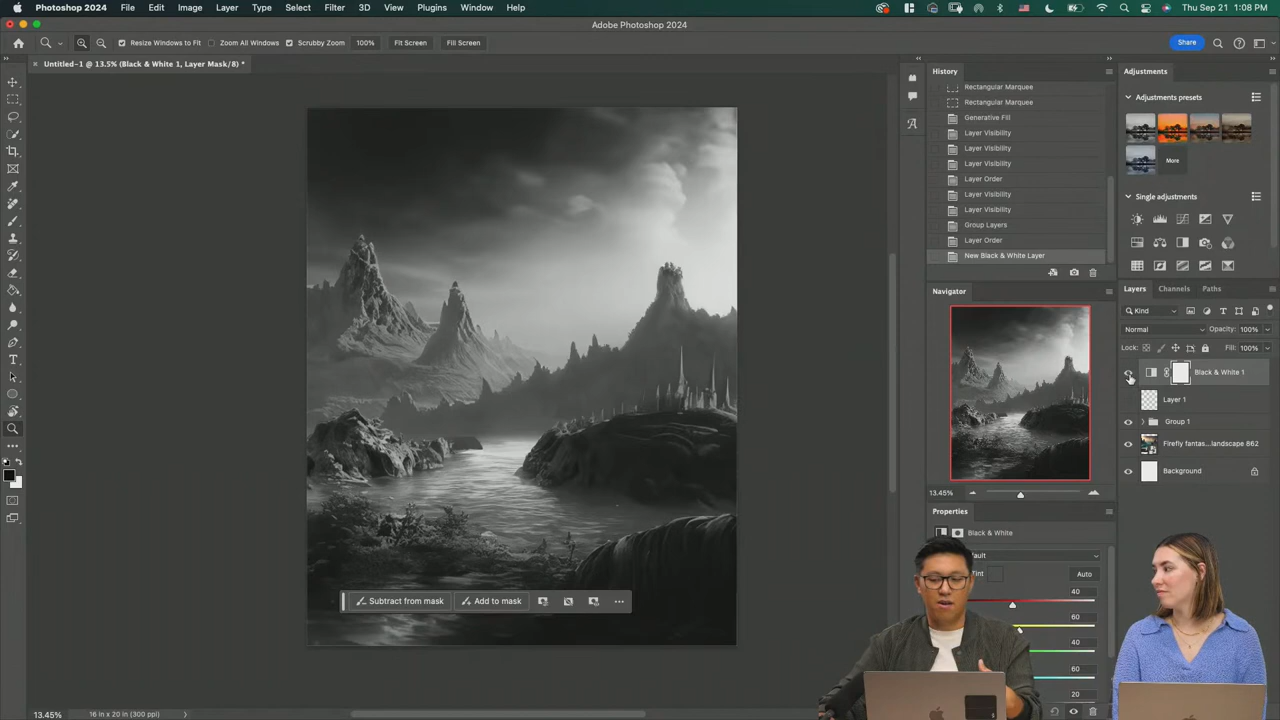 Photoshop 2024 File Edit Image Layer Type Select Filter 3D View Plugins Window Help Thu Sep 21 1:08 PM
Adobe Photoshop 2024
Resize Windows to Fit Zoom All Windows Scrubby Zoom 100% Fit Screen Fill Screen Share
Untitled-1 @ 13.5% (Black & White 1, Layer Mask/8) *
History
Rectangular Marquee
Rectangular Marquee
Generative Fill
Layer Visibility
Layer Visibility
Layer Visibility
Layer Order
Layer Visibility
Layer Visibility
Group Layers
Layer Order
New Black & White Layer
Navigator
13.45%
Properties
Black & White
Tint
Auto
40
60
40
60
20
Adjustments
Adjustments presets
More
Single adjustments
Layers Channels Paths
Kind
Normal Opacity: 100%
Lock: Fill: 100%
Black & White 1
Layer 1
Group 1
Firefly fantas...landscape 862
Background
Subtract from mask Add to mask
13.45% 16 in x 20 in (300 ppi)